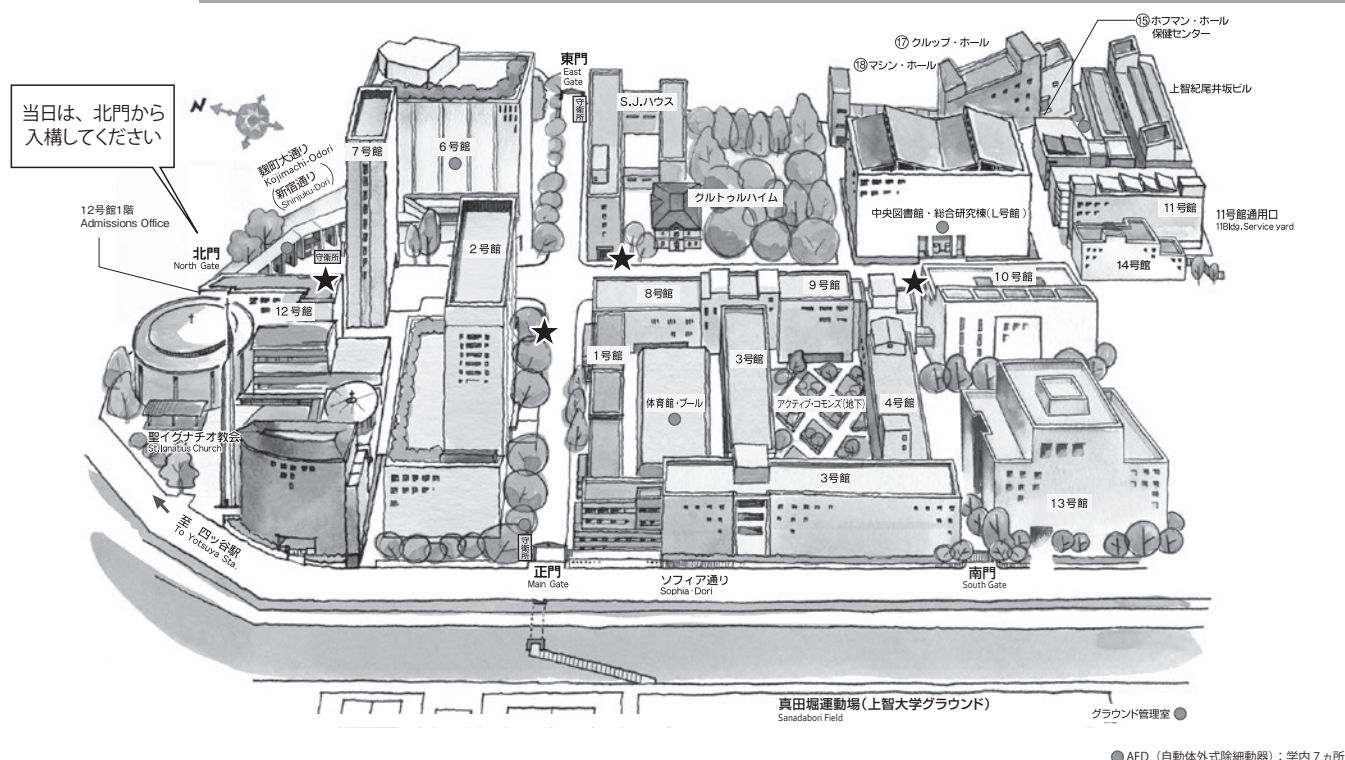 ⑮ホフマン・ホール
保健センター
⑰クルップ・ホール
⑱マシン・ホール
上智紀尾井坂ビル
東門
East
Gate
守衛所
S.J.ハウス
当日は、北門から
入構してください
N
7号館
6号館
麹町大通り
Kojimachi-Odori
(新宿通り)
(Shinjuku-Dori)
クルトゥルハイム
12号館1階
Admissions Office
中央図書館・総合研究棟(L号館)
11号館
11号館通用口
11Bldg. Service yard
2号館
北門
North Gate
守衛所
14号館
12号館
8号館
9号館
10号館
1号館
3号館
体育館・プール
アクティブ・コモンズ(地下)
4号館
聖イグナチオ教会
St.Ignatius Church
3号館
13号館
至 四ツ谷駅
To Yotsuya Sta.
守衛所
正門
Main Gate
ソフィア通り
Sophia-Dori
南門
South Gate
真田堀運動場(上智大学グラウンド)
Sanadabori Field
グラウンド管理室
AED(自動体外式除細動器):学内7ヵ所